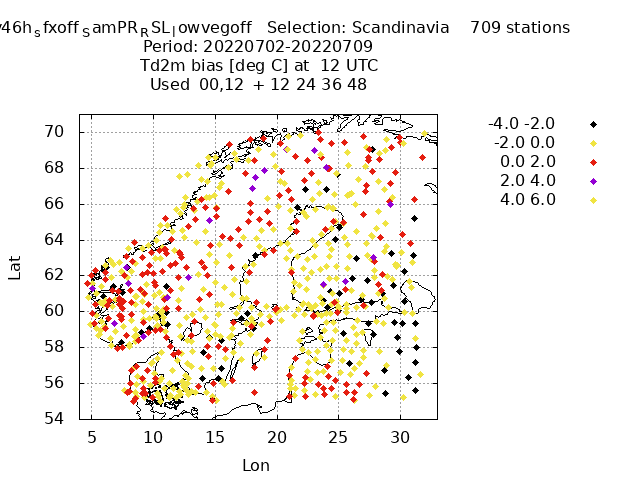 46h_sfxoff_SamPR_RSL_lowvegoff Selection: Scandinavia 709 stations
Period: 20220702-20220709
Td2m bias [deg C] at 12 UTC
Used 00,12 + 12 24 36 48
-4.0 -2.0
-2.0 0.0
0.0 2.0
2.0 4.0
4.0 6.0
70
68
66
64
62
60
58
56
54
Lat
5 10 15 20 25 30
Lon